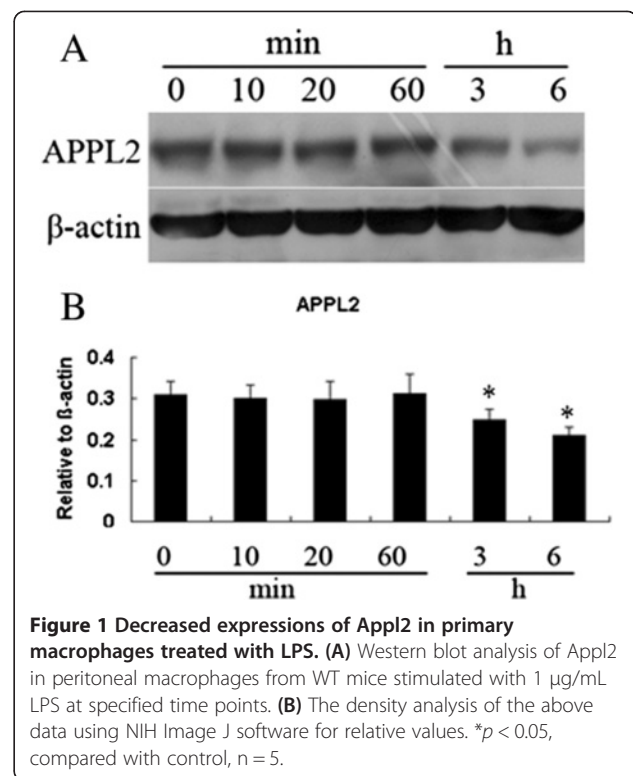 A
min h
0 10 20 60 3 6
APPL2
β-actin
B
APPL2
Relative to ß-actin
0.4
0.3
0.2
0.1
0
* *
0 10 20 60 3 6
min h
Figure 1 Decreased expressions of Appl2 in primary
macrophages treated with LPS. (A) Western blot analysis of Appl2
in peritoneal macrophages from WT mice stimulated with 1 μg/mL
LPS at specified time points. (B) The density analysis of the above
data using NIH Image J software for relative values. *p < 0.05,
compared with control, n = 5.